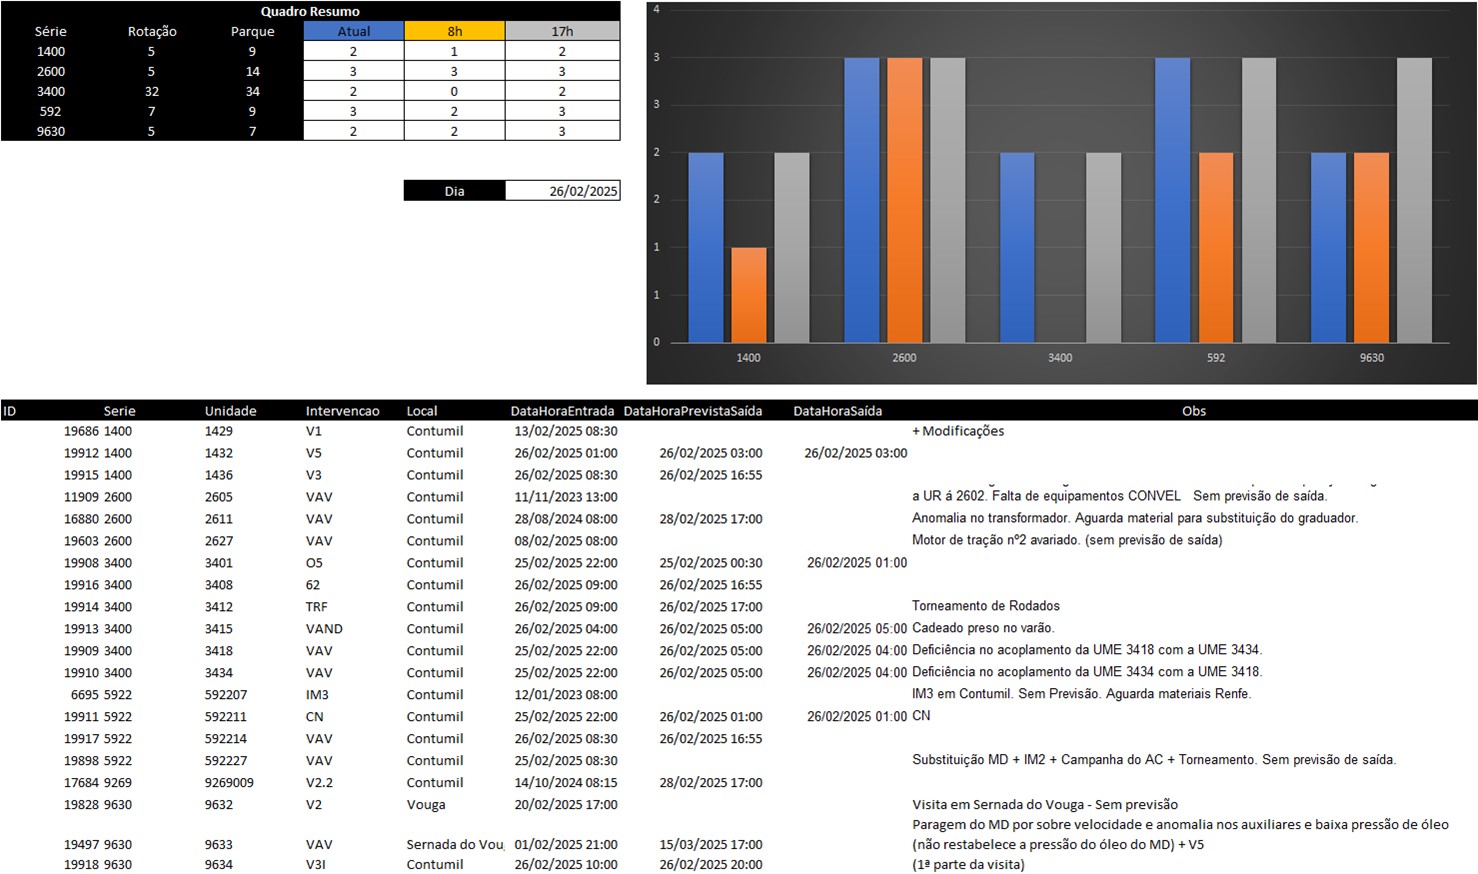 Quadro Resumo
Série Rotação Parque Atual 8h 17h
1400 5 9 2 1 2
2600 5 14 3 3 3
3400 32 34 2 0 2
592 7 9 3 2 3
9630 5 7 2 2 3
Dia 26/02/2025
4
3
3
2
2
1
1
0
1400 2600 3400 592 9630
ID Serie Unidade Intervencao Local DataHoraEntrada DataHoraPrevistaSaída DataHoraSaída Obs
19686 1400 1429 V1 Contumil 13/02/2025 08:30 + Modificações
19912 1400 1432 V5 Contumil 26/02/2025 01:00 26/02/2025 03:00 26/02/2025 03:00
19915 1400 1436 V3 Contumil 26/02/2025 08:30 26/02/2025 16:55
11909 2600 2605 VAV Contumil 11/11/2023 13:00 a UR á 2602. Falta de equipamentos CONVEL Sem previsão de saída.
16880 2600 2611 VAV Contumil 28/08/2024 08:00 28/02/2025 17:00 Anomalia no transformador. Aguarda material para substituição do graduador.
19603 2600 2627 VAV Contumil 08/02/2025 08:00 Motor de tração nº2 avariado. (sem previsão de saída)
19908 3400 3401 O5 Contumil 25/02/2025 22:00 25/02/2025 00:30 26/02/2025 01:00
19916 3400 3408 62 Contumil 26/02/2025 09:00 26/02/2025 16:55
19914 3400 3412 TRF Contumil 26/02/2025 09:00 26/02/2025 17:00 Torneamento de Rodados
19913 3400 3415 VAND Contumil 26/02/2025 04:00 26/02/2025 05:00 26/02/2025 05:00 Cadeado preso no varão.
19909 3400 3418 VAV Contumil 25/02/2025 22:00 26/02/2025 05:00 26/02/2025 04:00 Deficiência no acoplamento da UME 3418 com a UME 3434.
19910 3400 3434 VAV Contumil 25/02/2025 22:00 26/02/2025 05:00 26/02/2025 04:00 Deficiência no acoplamento da UME 3434 com a UME 3418.
6695 5922 592207 IM3 Contumil 12/01/2023 08:00 IM3 em Contumil. Sem Previsão. Aguarda materiais Renfe.
19911 5922 592211 CN Contumil 25/02/2025 22:00 26/02/2025 01:00 26/02/2025 01:00 CN
19917 5922 592214 VAV Contumil 26/02/2025 08:30 26/02/2025 16:55
19898 5922 592227 VAV Contumil 25/02/2025 08:30 Substituição MD + IM2 + Campanha do AC + Torneamento. Sem previsão de saída.
17684 9269 9269009 V2.2 Contumil 14/10/2024 08:15 28/02/2025 17:00
19828 9630 9632 V2 Vouga 20/02/2025 17:00 Visita em Sernada do Vouga - Sem previsão
Paragem do MD por sobre velocidade e anomalia nos auxiliares e baixa pressão de óleo
19497 9630 9633 VAV Sernada do Vou 01/02/2025 21:00 15/03/2025 17:00 (não restabelece a pressão do óleo do MD) + V5
19918 9630 9634 V3I Contumil 26/02/2025 10:00 26/02/2025 20:00 (1ª parte da visita)